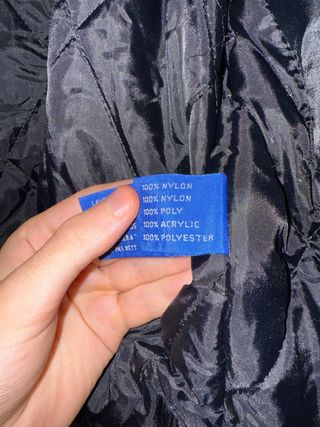 100% NYLON
100% NYLON
100% POLY
100% ACRYLIC
100% POLYESTER